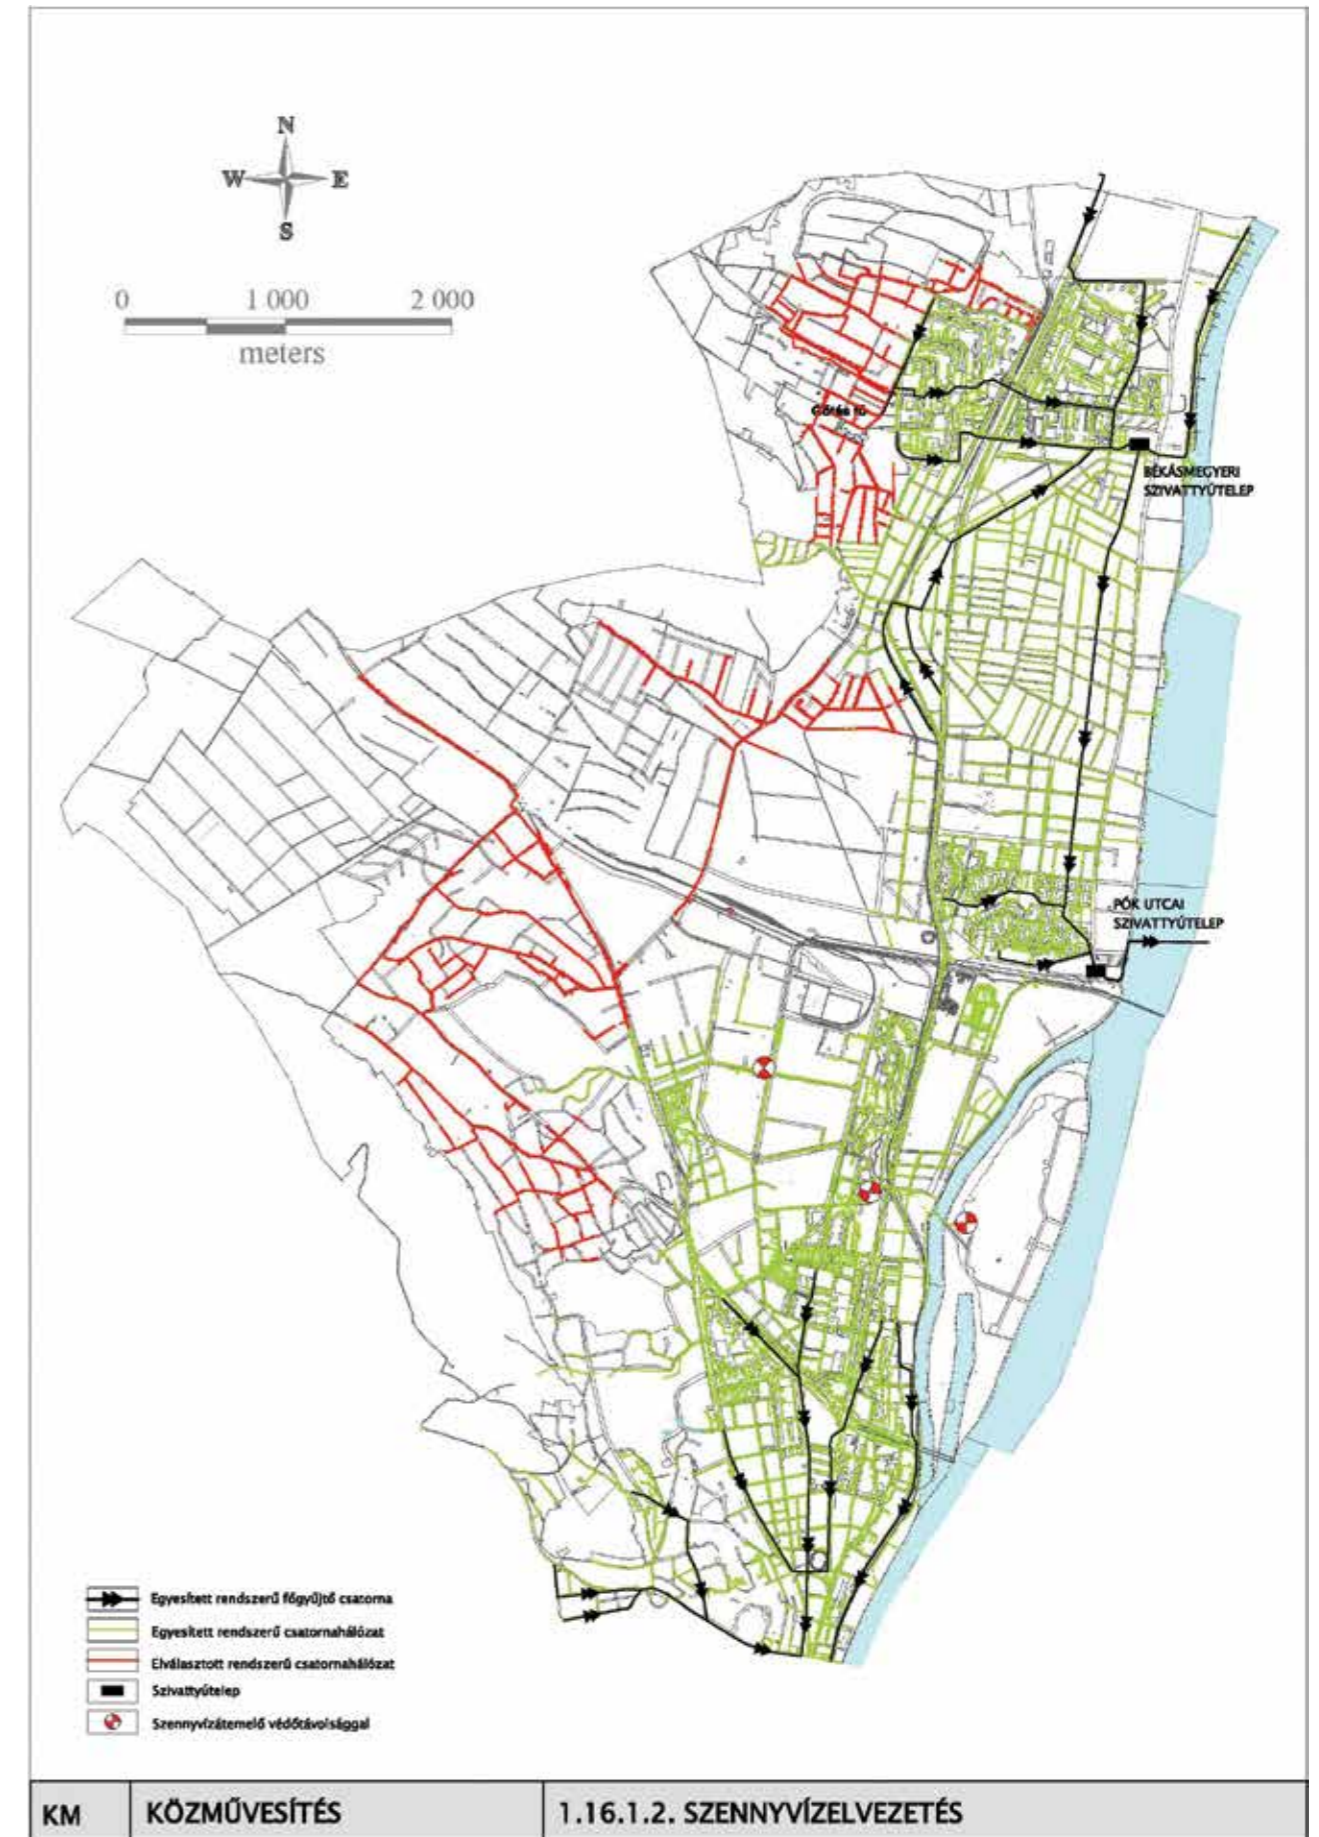 N
W E
S
0 1 000 2 000
meters
BÉKÁSMEGYERI
SZIVATTYÚTELEP
PÓK UTCAI
SZIVATTYÚTELEP
Egyesített rendszerű főgyűjtő csatorna
Egyesített rendszerű csatornahálózat
Elválasztott rendszerű csatornahálózat
Szivattyútelep
Szennyvízátemelő védőtávolsággal
KM KÖZMŰVESÍTÉS 1.16.1.2. SZENNYVÍZELVEZETÉS